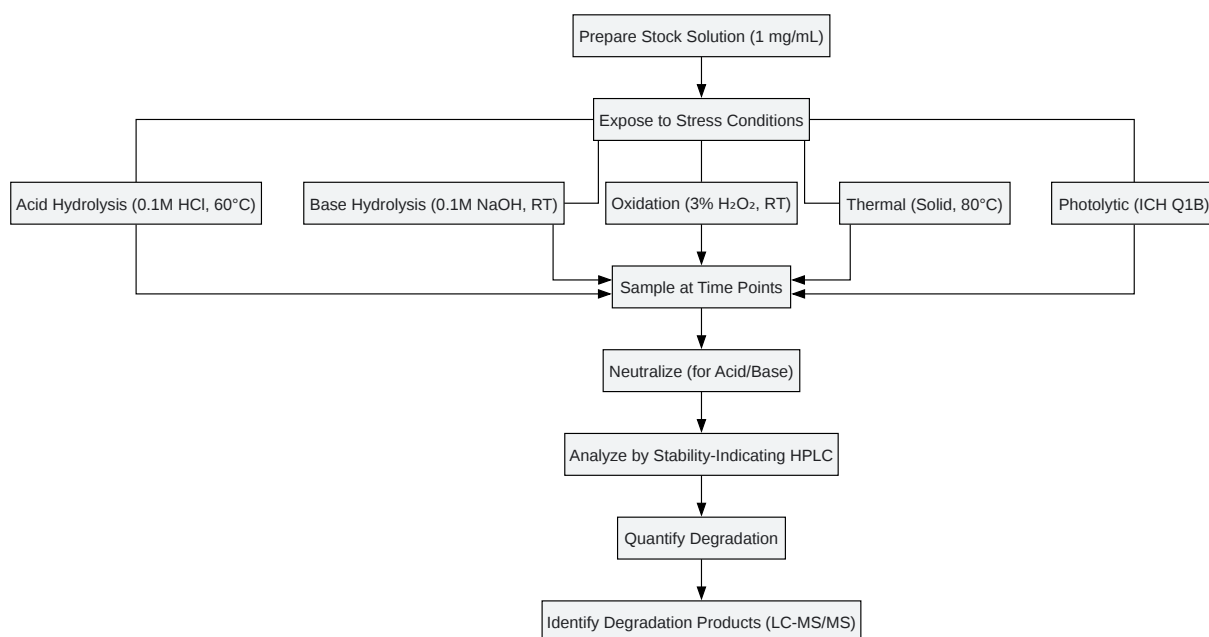 Prepare Stock Solution (1 mg/mL)
Expose to Stress Conditions
Acid Hydrolysis (0.1M HCl, 60°C)
Base Hydrolysis (0.1M NaOH, RT)
Oxidation (3% H₂O₂, RT)
Thermal (Solid, 80°C)
Photolytic (ICH Q1B)
Sample at Time Points
Neutralize (for Acid/Base)
Analyze by Stability-Indicating HPLC
Quantify Degradation
Identify Degradation Products (LC-MS/MS)